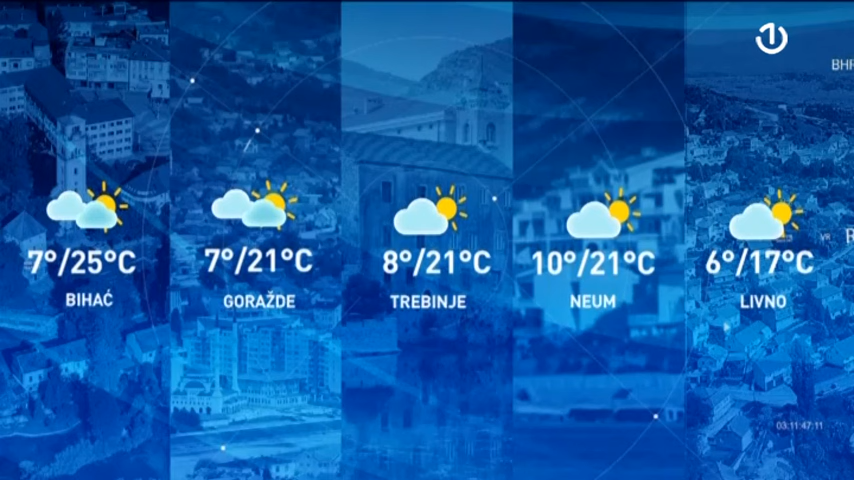 BHR
7°/25°C
7°/21°C
8°/21°C
10°/21°C
6°/17°C
VR
BIHAĆ
GORAŽDE
TREBINJE
NEUM
LIVNO
03:11:47:11